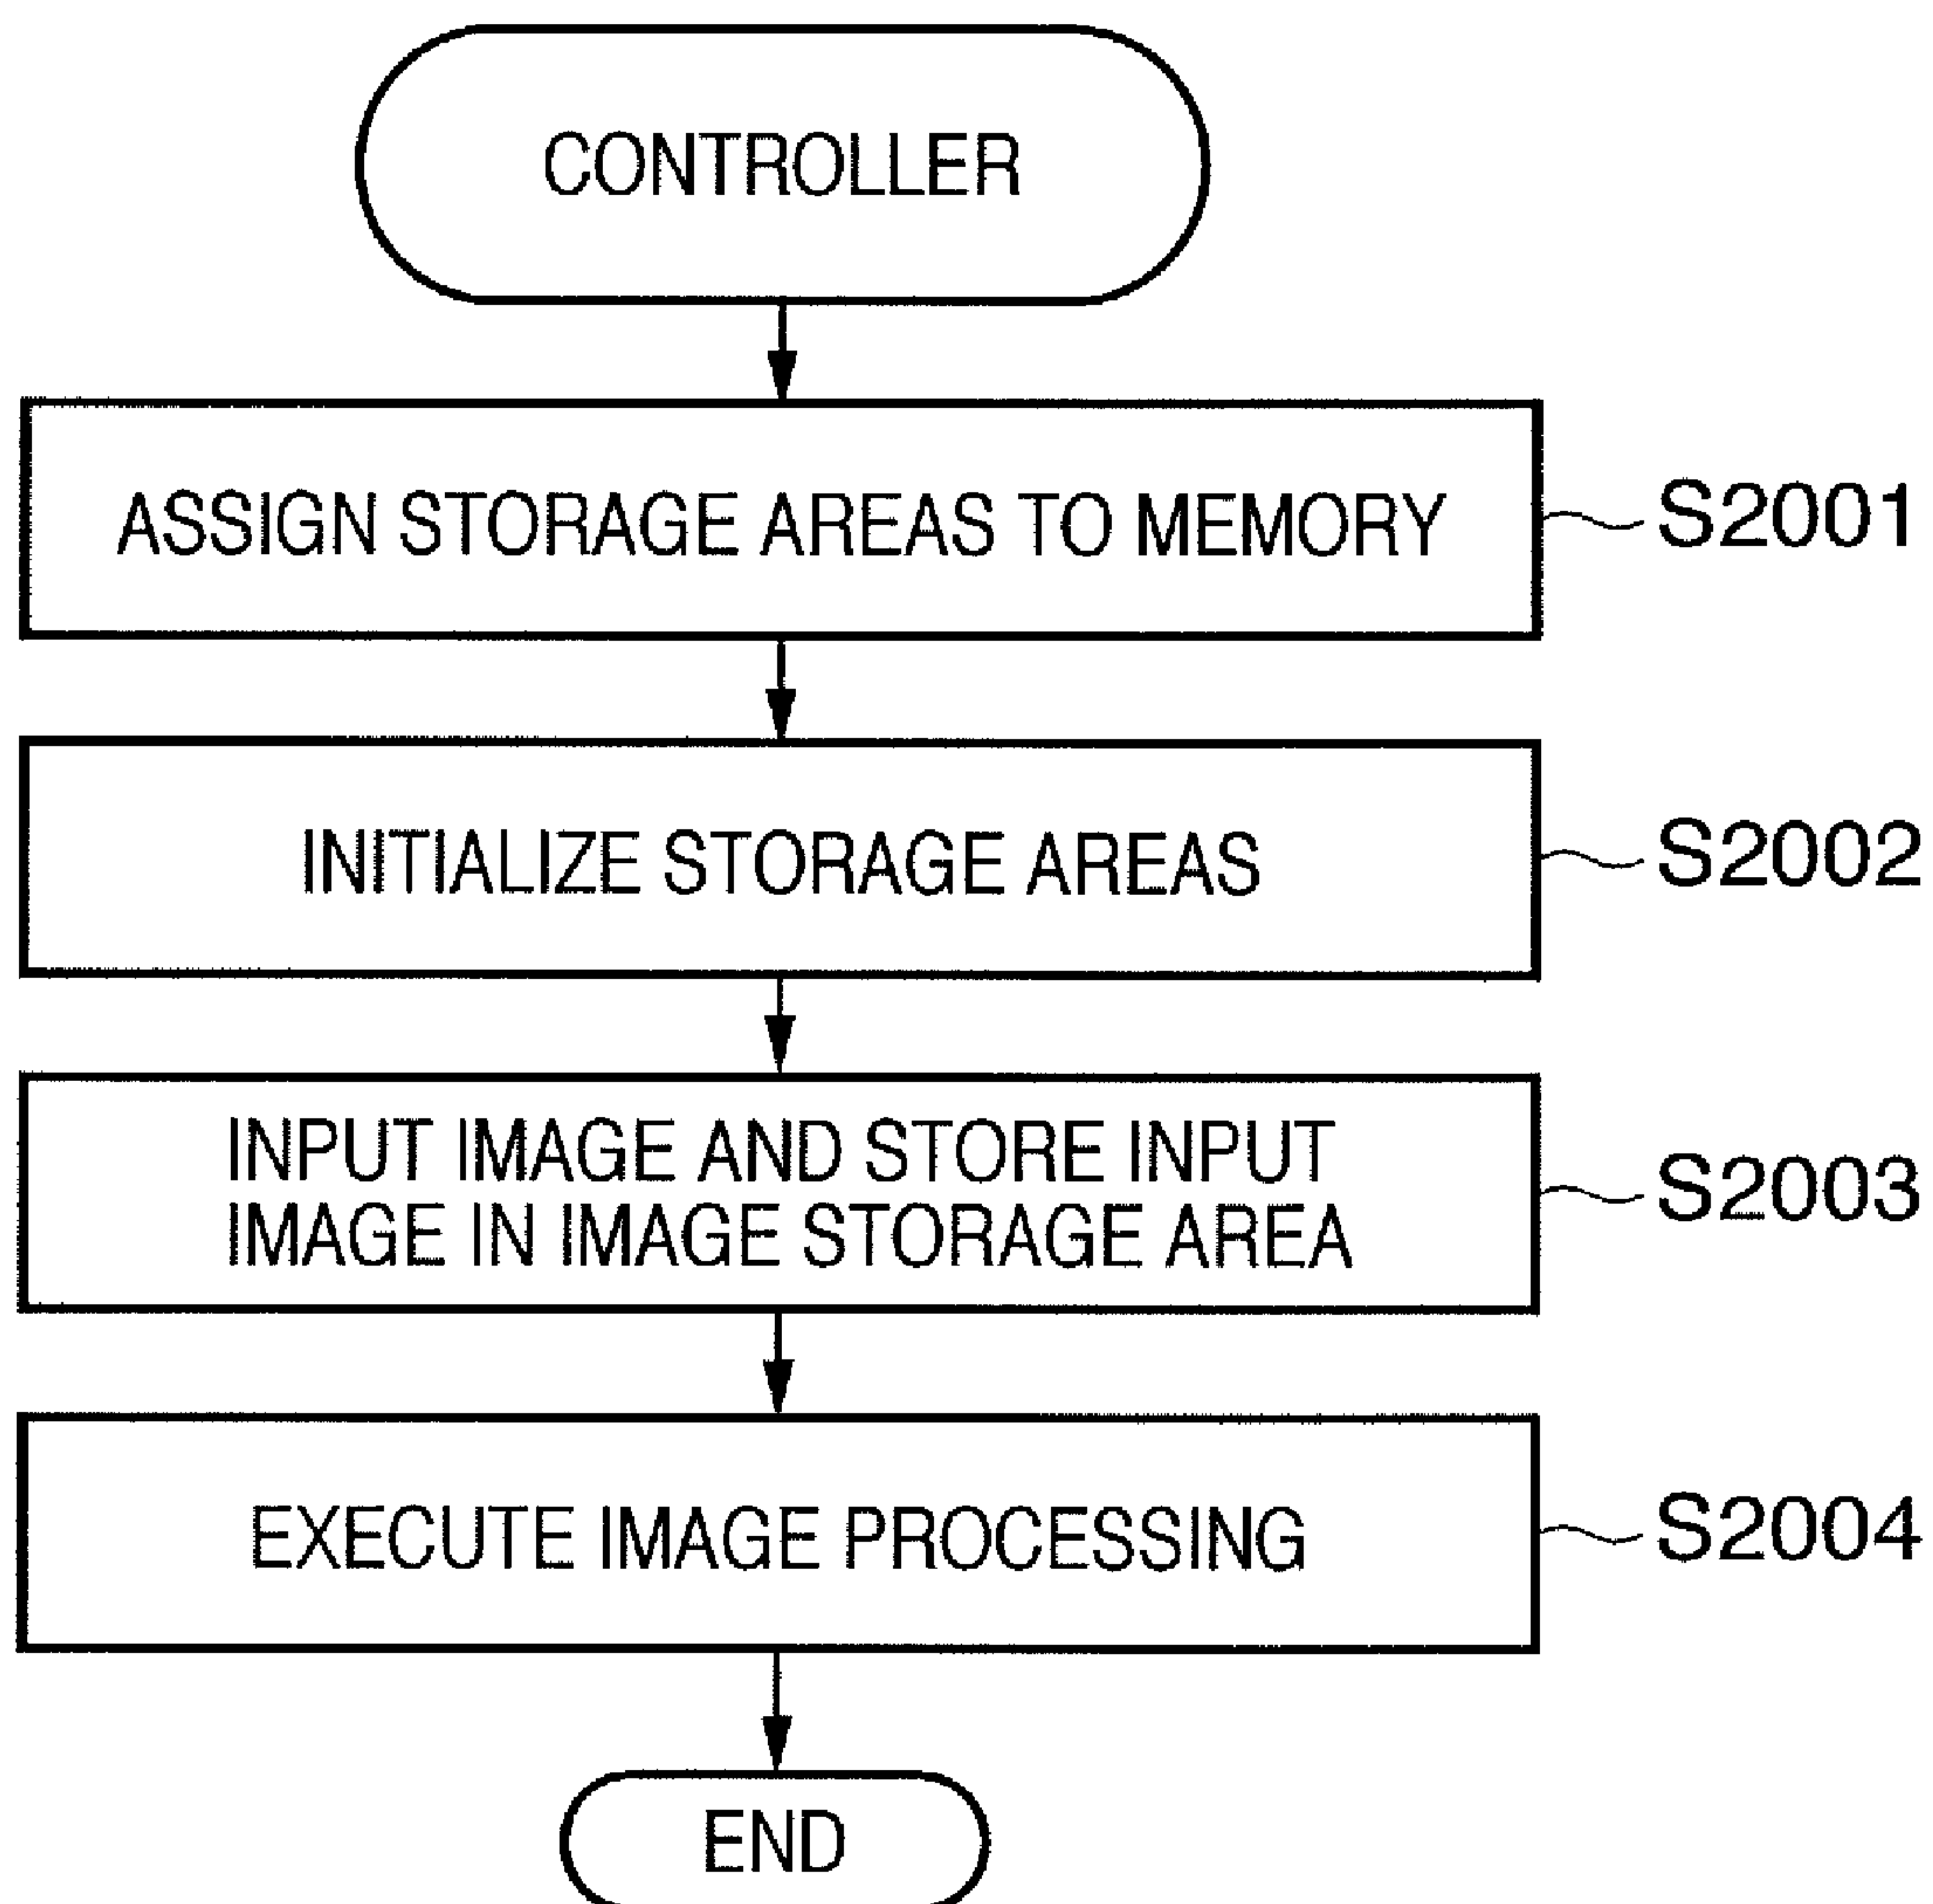 CONTROLLER
ASSIGN STORAGE AREAS TO MEMORY
S2001
INITIALIZE STORAGE AREAS
S2002
INPUT IMAGE AND STORE INPUT
IMAGE IN IMAGE STORAGE AREA
S2003
EXECUTE IMAGE PROCESSING
S2004
END